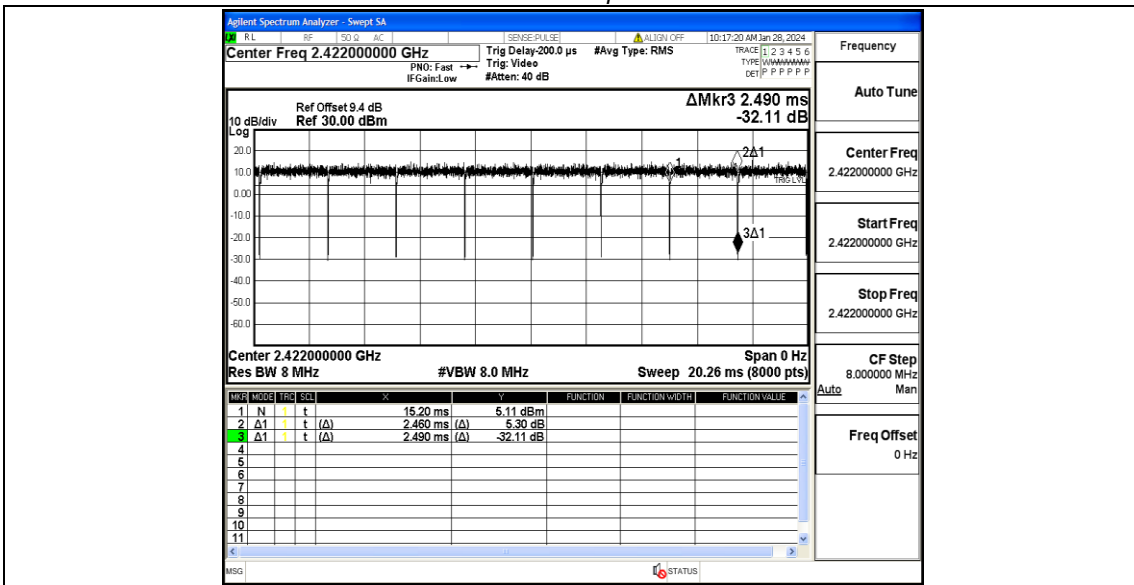 Agilent Spectrum Analyzer - Swept SA
LXI RL RF 50 Ω AC SENSE:PULSE ALIGN OFF 10:17:20 AM Jan 28, 2024
Center Freq 2.422000000 GHz
PNO: Fast
IFGain:Low
Trig Delay-200.0 µs #Avg Type: RMS
Trig: Video
#Atten: 40 dB
TRACE 1 2 3 4 5 6
TYPE WWWWWW
DET P P P P P P
Frequency
Auto Tune
ΔMkr3 2.490 ms
-32.11 dB
Ref Offset 9.4 dB
10 dB/div Ref 30.00 dBm
Log
20.0
10.0
0.00
-10.0
-20.0
-30.0
-40.0
-50.0
-60.0
1
2Δ1
TRIG LVL
3Δ1
Center Freq
2.422000000 GHz
Start Freq
2.422000000 GHz
Stop Freq
2.422000000 GHz
Center 2.422000000 GHz Span 0 Hz
Res BW 8 MHz #VBW 8.0 MHz Sweep 20.26 ms (8000 pts)
CF Step
8.000000 MHz
Auto Man
MKR MODE TRC SCL X Y FUNCTION FUNCTION WIDTH FUNCTION VALUE
1 N 1 t 15.20 ms 5.11 dBm
2 Δ1 1 t (Δ) 2.460 ms (Δ) 5.30 dB
3 Δ1 1 t (Δ) 2.490 ms (Δ) -32.11 dB
4
5
6
7
8
9
10
11
Freq Offset
0 Hz
MSG STATUS